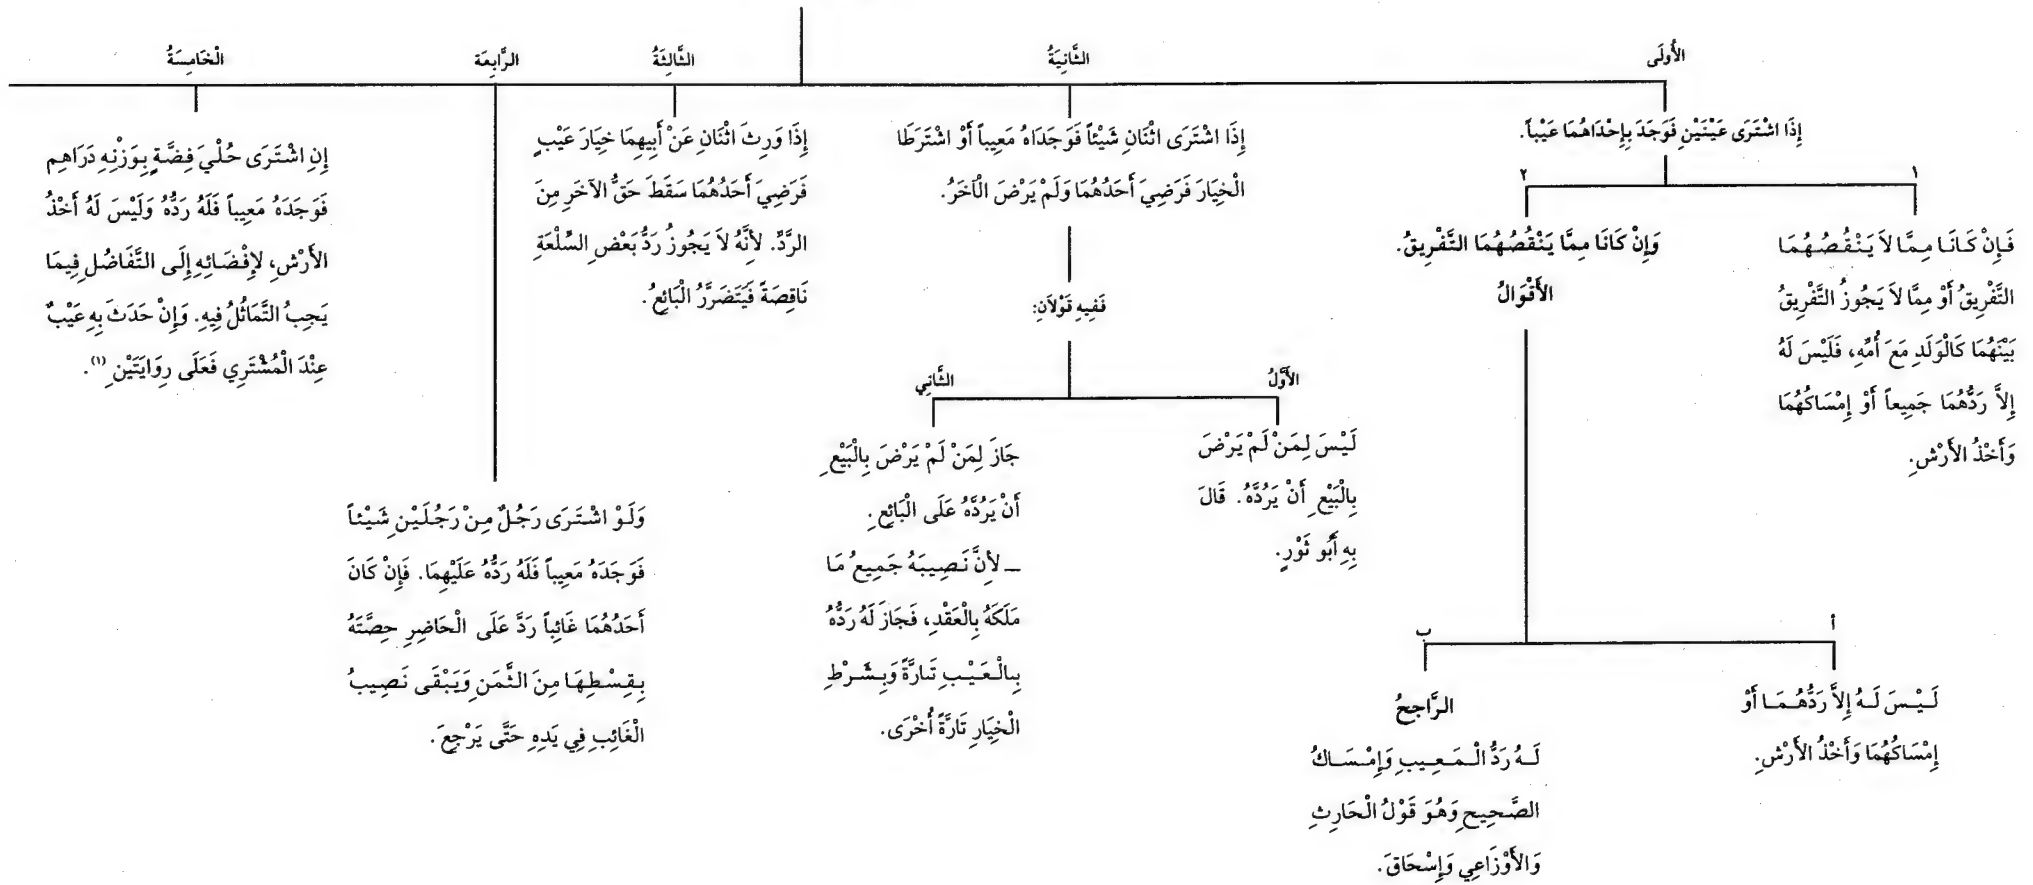 الأُولَى
إِذَا اشْتَرَى عَيْنَيْنِ فَوَجَدَ بِإِحْدَاهُمَا عَيْباً.
١
فَإِنْ كَانَا مِمَّا لاَ يَنْقُصُهُمَا
التَّفْرِيقُ أَوْ مِمَّا لاَ يَجُوزُ التَّفْرِيقُ
بَيْنَهُمَا كَالْوَلَدِ مَعَ أُمِّهِ، فَلَيْسَ لَهُ
إِلاَّ رَدُّهُمَا جَمِيعاً أَوْ إِمْسَاكُهُمَا
وَأَخْذُ الأَرْشِ.
٢
وَإِنْ كَانَا مِمَّا يَنْقُصُهُمَا التَّفْرِيقُ.
الأَقْوَالُ
أ
لَيْسَ لَهُ إِلاَّ رَدُّهُمَا أَوْ
إِمْسَاكُهُمَا وَأَخْذُ الأَرْشِ.
ب
الرَّاجِحُ
لَهُ رَدُّ الْمَعِيبِ وَإِمْسَاكُ
الصَّحِيحِ وَهُوَ قَوْلُ الْحَارِثِ
وَالأَوْزَاعِي وَإِسْحَاقَ.
الثَّانِيَةُ
إِذَا اشْتَرَى اثْنَانِ شَيْئاً فَوَجَدَاهُ مَعِيباً أَوْ اشْتَرَطَا
الْخِيَارَ فَرَضِيَ أَحَدُهُمَا وَلَمْ يَرْضَ الْآخَرُ.
فَفِيهِ قَوْلاَنِ:
الأَوَّلُ
لَيْسَ لِمَنْ لَمْ يَرْضَ
بِالْبَيْعِ أَنْ يَرُدَّهُ. قَالَ
بِهِ أَبُو ثَوْرٍ.
الثَّانِي
جَازَ لِمَنْ لَمْ يَرْضَ بِالْبَيْعِ
أَنْ يَرُدَّهُ عَلَى الْبَائِعِ.
ـ لأِنَّ نَصِيبَهُ جَمِيعُ مَا
مَلَكَهُ بِالْعَقْدِ، فَجَازَ لَهُ رَدُّهُ
بِالْعَيْبِ تَارَّةً وَبِشَرْطِ
الْخِيَارِ تَارَّةً أُخْرَى.
الثَّالِثَةُ
إِذَا وَرِثَ اثْنَانِ عَنْ أَبِيهِمَا خِيَارَ عَيْبٍ
فَرَضِيَ أَحَدُهُمَا سَقَطَ حَقُّ الآخَرِ مِنَ
الرَّدِّ. لأَنَّهُ لاَ يَجُوزُ رَدُّ بَعْضِ السِّلْعَةِ
نَاقِصَةً فَيَتَضَرَّرُ الْبَائِعُ.
الرَّابِعَة
وَلَوْ اشْتَرَى رَجُلٌ مِنْ رَجُلَيْنِ شَيْئاً
فَوَجَدَهُ مَعِيباً فَلَهُ رَدُّهُ عَلَيْهِمَا. فَإِنْ كَانَ
أَحَدُهُمَا غَائِباً رَدَّ عَلَى الْحَاضِرِ حِصَّتَهُ
بِقِسْطِهَا مِنَ الثَّمَنِ وَيَبْقَى نَصِيبُ
الْغَائِبِ فِي يَدِهِ حَتَّى يَرْجِعَ.
الْخَامِسَةُ
إِنِ اشْتَرَى حُلْيَ فِضَّةٍ بِوَزْنِهِ دَرَاهِم
فَوَجَدَهُ مَعِيباً فَلَهُ رَدُّهُ وَلَيْسَ لَهُ أَخْذُ
الأَرْشِ، لإِفْضَائِهِ إِلَى التَّفَاضُلِ فِيمَا
يَجِبُ التَّمَاثُلُ فِيهِ. وَإِنْ حَدَثَ بِهِ عَيْبٌ
عِنْدَ الْمُشْتَرِي فَعَلَى رِوَايَتَيْنِ (١).